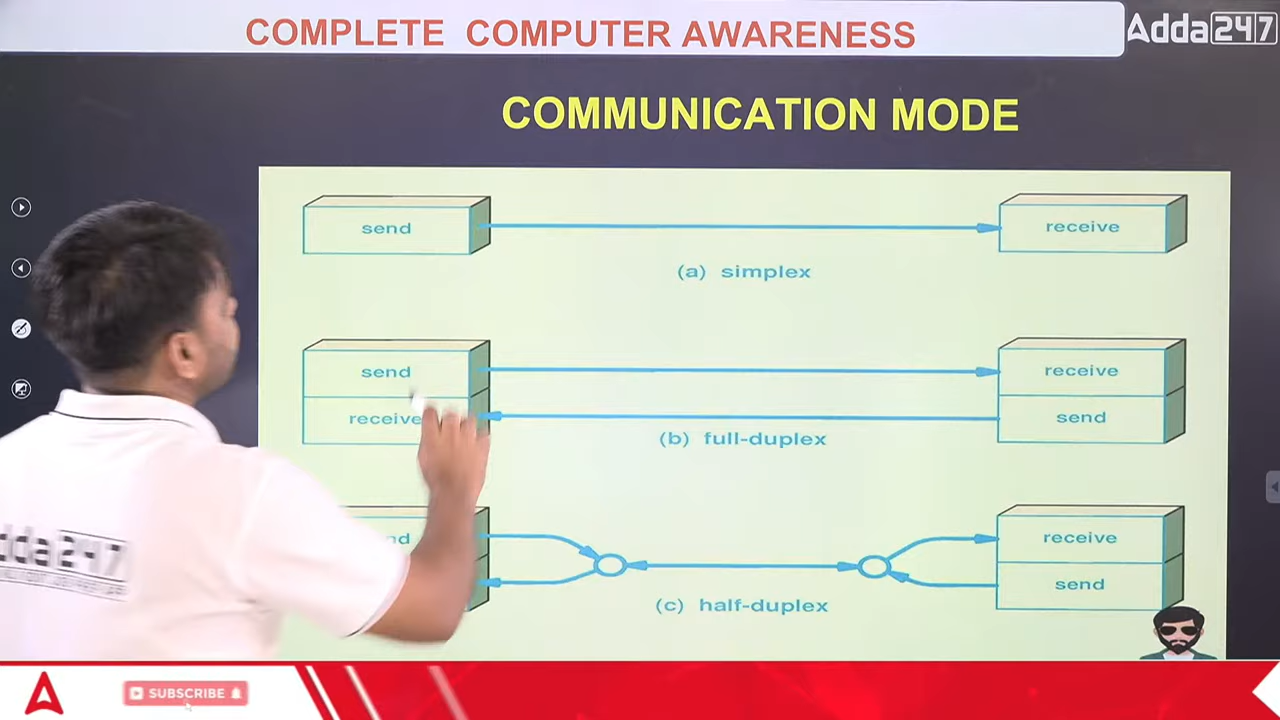 COMPLETE COMPUTER AWARENESS
Adda247
COMMUNICATION MODE
send
receive
(a) simplex
send
receive
receive
send
(b) full-duplex
receive
send
(c) half-duplex
SUBSCRIBE